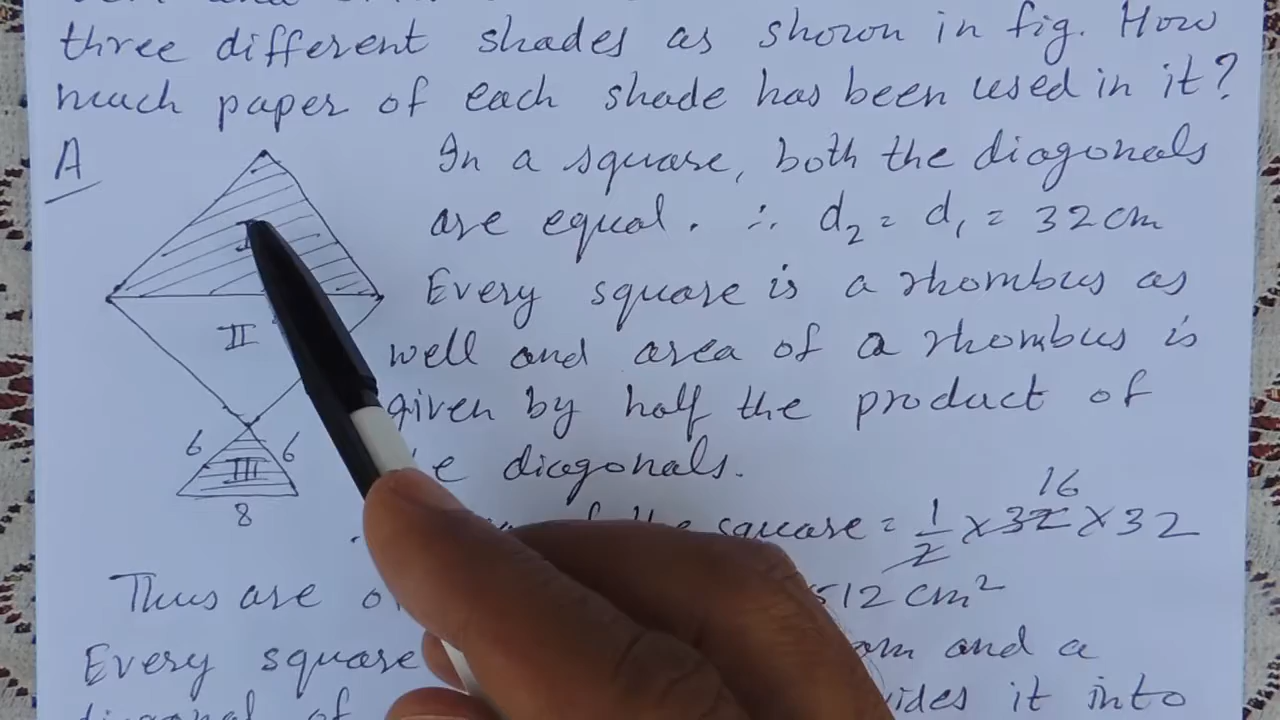 three different shades as shown in fig. How
much paper of each shade has been used in it?
A
In a square, both the diagonals
are equal. ∴ d₂ = d₁ = 32cm
I
Every square is a rhombus as
II
well and area of a rhombus is
given by half the product of
diagonals.
6 III 6
8
the square = 1/2 × 32 × 32
16
Thus are
512 cm²
Every square
and a
it into
diagonal of